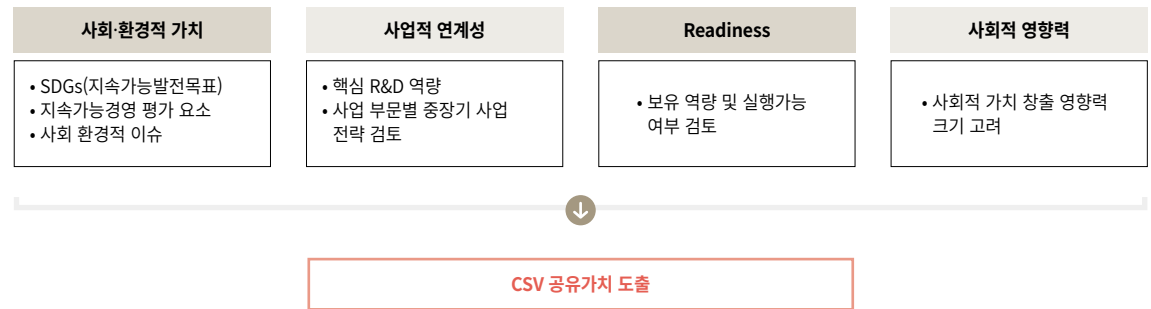 사회·환경적 가치
• SDGs(지속가능발전목표)
• 지속가능경영 평가 요소
• 사회 환경적 이슈
사업적 연계성
• 핵심 R&D 역량
• 사업 부문별 중장기 사업
전략 검토
Readiness
• 보유 역량 및 실행가능
여부 검토
사회적 영향력
• 사회적 가치 창출 영향력
크기 고려
CSV 공유가치 도출